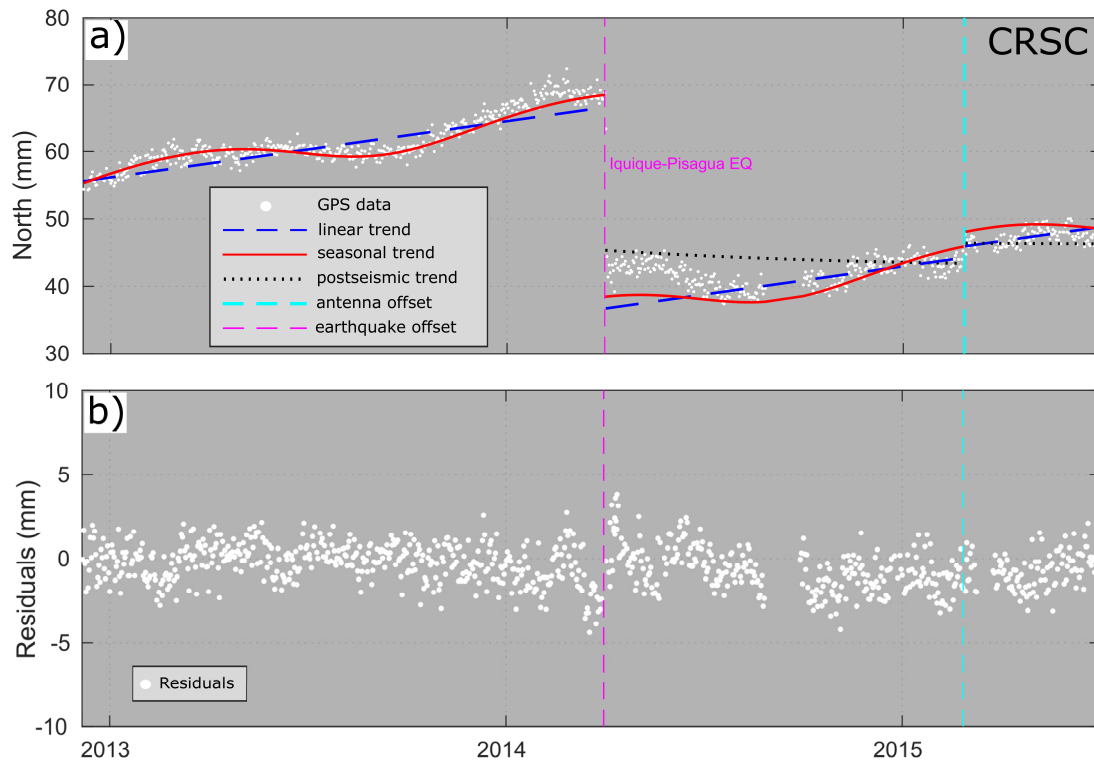 a)
CRSC
80
70
60
50
40
30
North (mm)
Iquique-Pisagua EQ
GPS data
linear trend
seasonal trend
postseismic trend
antenna offset
earthquake offset
b)
10
5
0
-5
-10
Residuals (mm)
Residuals
2013
2014
2015